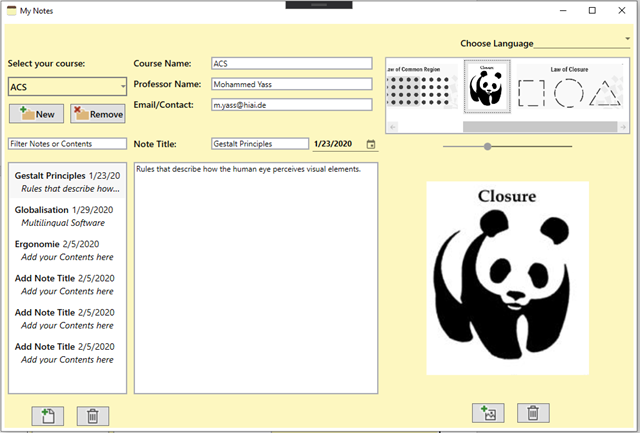 My Notes
Choose Language
Select your course:
ACS
New
Remove
Course Name:
ACS
Professor Name:
Mohammed Yass
Email/Contact:
m.yass@hiai.de
aw of Common Region
Closure
Law of Closure
Filter Notes or Contents
Note Title:
Gestalt Principles
1/23/2020
Gestalt Principles 1/23/20
Rules that describe how...
Globalisation 1/29/2020
Multilingual Software
Ergonomie 2/5/2020
Add your Contents here
Add Note Title 2/5/2020
Add your Contents here
Add Note Title 2/5/2020
Add your Contents here
Add Note Title 2/5/2020
Add your Contents here
Rules that describe how the human eye perceives visual elements.
Closure